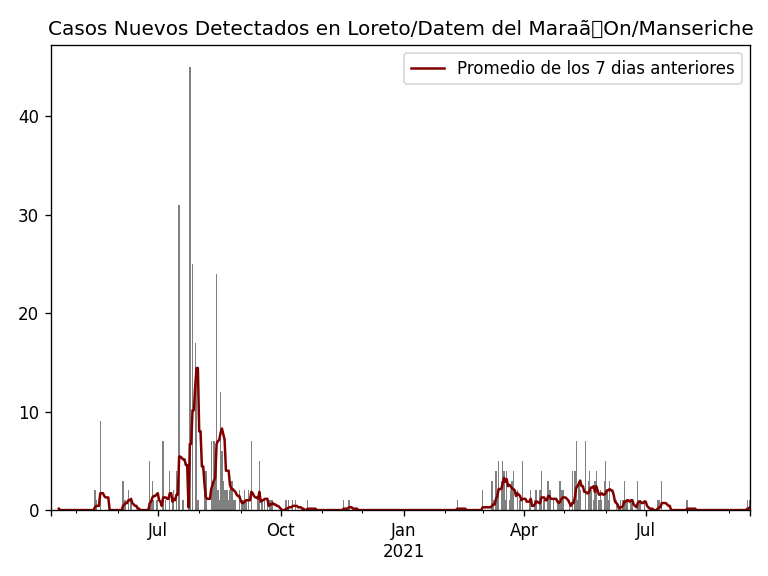 Casos Nuevos Detectados en Loreto/Datem del Maraã▯On/Manseriche
Promedio de los 7 dias anteriores
40
30
20
10
0
Jul
Oct
Jan
2021
Apr
Jul